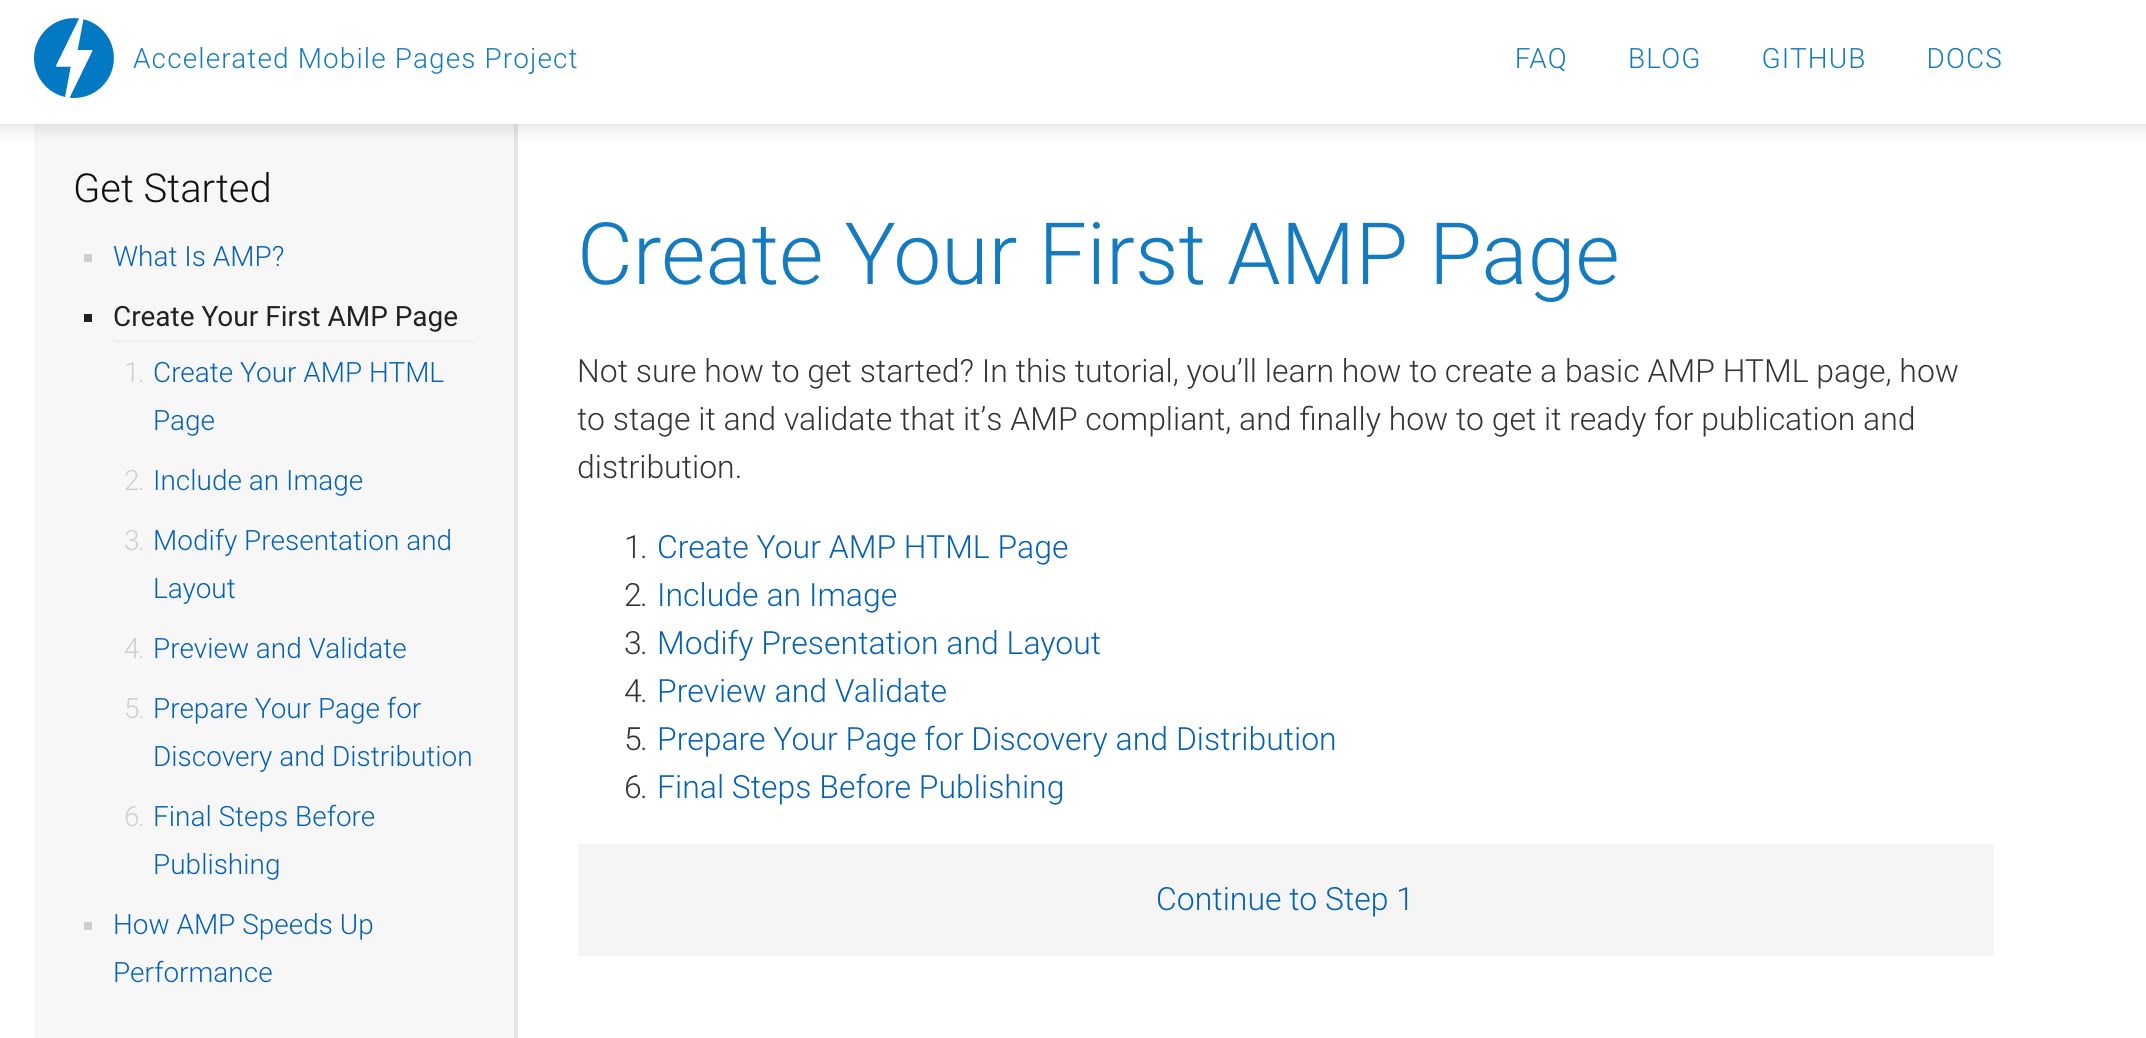 Accelerated Mobile Pages Project
FAQ
BLOG
GITHUB
DOCS
Get Started
What Is AMP?
Create Your First AMP Page
1. Create Your AMP HTML
Page
2. Include an Image
3. Modify Presentation and
Layout
4. Preview and Validate
5. Prepare Your Page for
Discovery and Distribution
6. Final Steps Before
Publishing
How AMP Speeds Up
Performance
Create Your First AMP Page
Not sure how to get started? In this tutorial, you’ll learn how to create a basic AMP HTML page, how
to stage it and validate that it’s AMP compliant, and finally how to get it ready for publication and
distribution.
1. Create Your AMP HTML Page
2. Include an Image
3. Modify Presentation and Layout
4. Preview and Validate
5. Prepare Your Page for Discovery and Distribution
6. Final Steps Before Publishing
Continue to Step 1